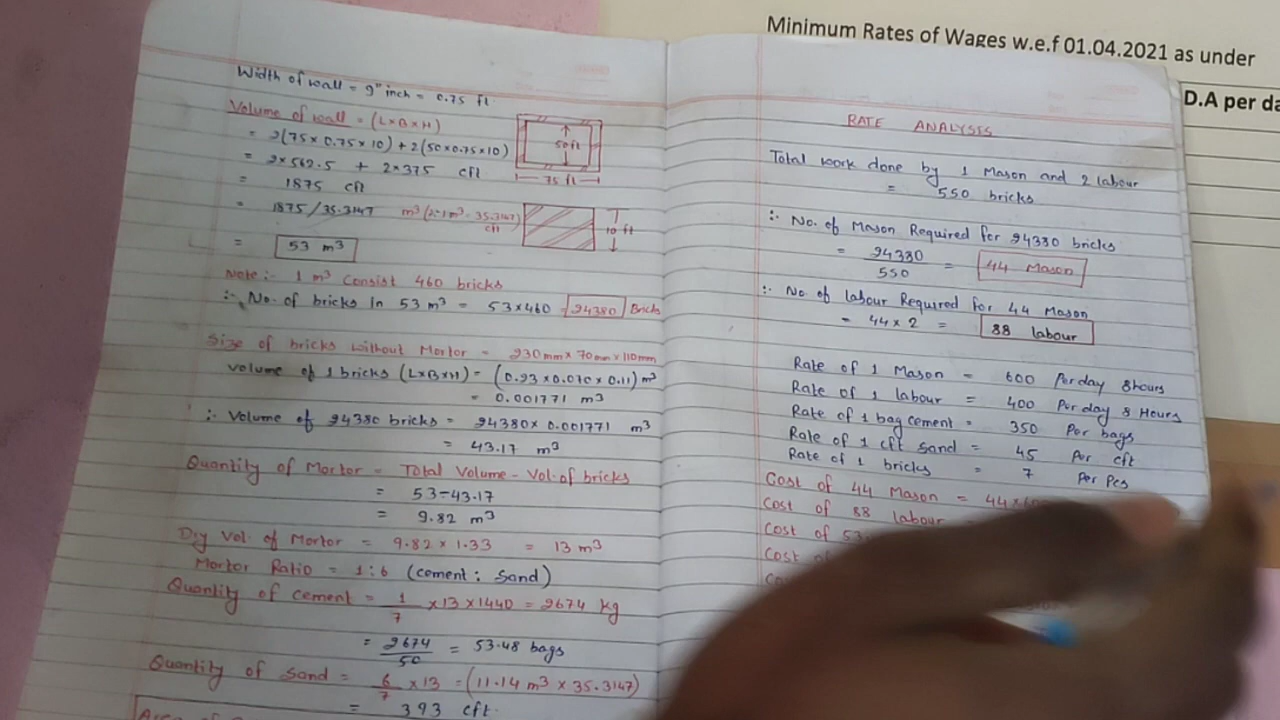 Width of wall = 9" inch = 0.75 ft.
Volume of wall = (L×B×H)
= 2(75×0.75×10) + 2(50×0.75×10)
= 2×562.5 + 2×375 cft
= 1875 cft
= 1875/35.3147 m³
= 53 m³
50 ft
75 ft
10 ft
Note:- 1 m³ Consist 460 bricks
∴ No. of bricks in 53 m³ = 53×460 = 24380 Bricks
Size of bricks without Mortor = 230mm× 70mm×110mm
Volume of 1 bricks (L×B×H) = (0.23×0.070×0.11) m³
= 0.001771 m³
∴ Volume of 24380 bricks = 24380× 0.001771 m³
= 43.17 m³
Quantity of Mortor = Total Volume - Vol. of bricks
= 53-43.17
= 9.82 m³
Dry Vol. of Mortor = 9.82 × 1.33 = 13 m³
Mortor Ratio = 1:6 (Cement: Sand)
Quantity of cement = 1/7 ×13 ×1440 = 2674 kg
= 2674/50 = 53.48 bags
Quantity of Sand = 6/7 ×13 = (11.14 m³ × 35.3147)
= 393 cft.
Minimum Rates of Wages w.e.f 01.04.2021 as under
D.A per da
RATE ANALYSIS
Total work done by 1 Mason and 2 labour
= 550 bricks
∴ No. of Mason Required for 24380 bricks
= 24380/550 = 44 Mason
∴ No of labour Required for 44 Mason
= 44×2 = 88 labour
Rate of 1 Mason = 600 Per day 8hours
Rate of 1 labour = 400 Per day 8 Hours
Rate of 1 bag cement = 350 Per bags
Rate of 1 cft sand = 45 Per cft
Rate of 1 bricks = 7 Per Pcs
Cost of 44 Mason = 44×
Cost of 88 labour =
Cost of 53
Cost